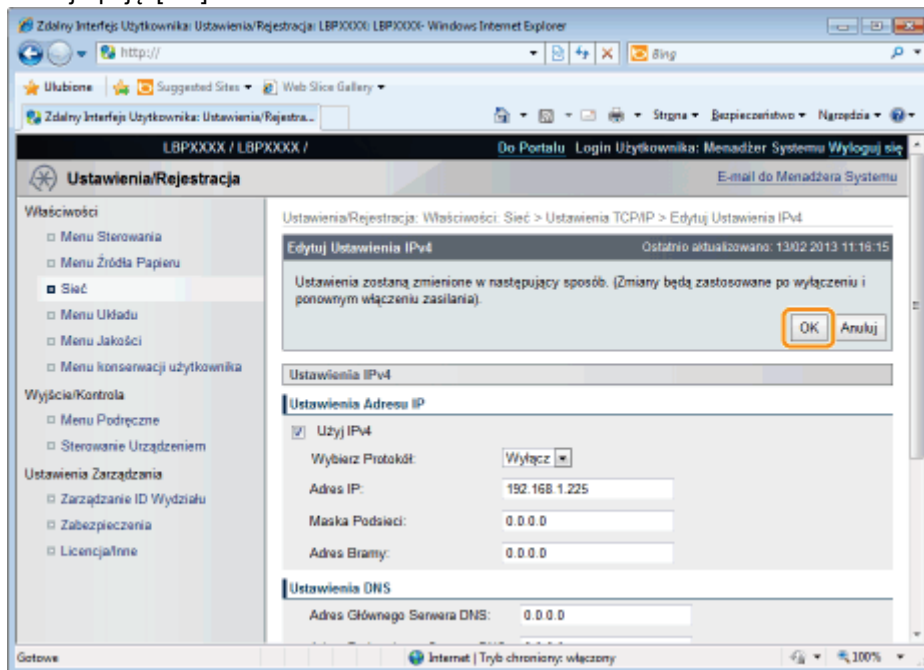 Zdalny Interfejs Użytkownika: Ustawienia/Rejestracja: LBPXXXX: LBPXXXX- Windows Internet Explorer
http://
Bing
Ulubione Suggested Sites Web Slice Gallery
Zdalny Interfejs Użytkownika: Ustawienia/Rejestra... Strona Bezpieczeństwo Narzędzia
LBPXXXX / LBPXXXX / Do Portalu Login Użytkownika: Menadżer Systemu Wyloguj się
Ustawienia/Rejestracja E-mail do Menadżera Systemu
Właściwości
Menu Sterowania
Menu Źródła Papieru
Sieć
Menu Układu
Menu Jakości
Menu konserwacji użytkownika
Wyjście/Kontrola
Menu Podręczne
Sterowanie Urządzeniem
Ustawienia Zarządzania
Zarządzanie ID Wydziału
Zabezpieczenia
Licencja/Inne
Ustawienia/Rejestracja: Właściwości: Sieć > Ustawienia TCP/IP > Edytuj Ustawienia IPv4
Edytuj Ustawienia IPv4 Ostatnio aktualizowano: 13/02 2013 11:16:15
Ustawienia zostaną zmienione w następujący sposób. (Zmiany będą zastosowane po wyłączeniu i
ponownym włączeniu zasilania).
OK Anuluj
Ustawienia IPv4
Ustawienia Adresu IP
Użyj IPv4
Wybierz Protokół: Wyłącz
Adres IP: 192.168.1.225
Maska Podsieci: 0.0.0.0
Adres Bramy: 0.0.0.0
Ustawienia DNS
Adres Głównego Serwera DNS: 0.0.0.0
Gotowe Internet | Tryb chroniony: włączony 100%